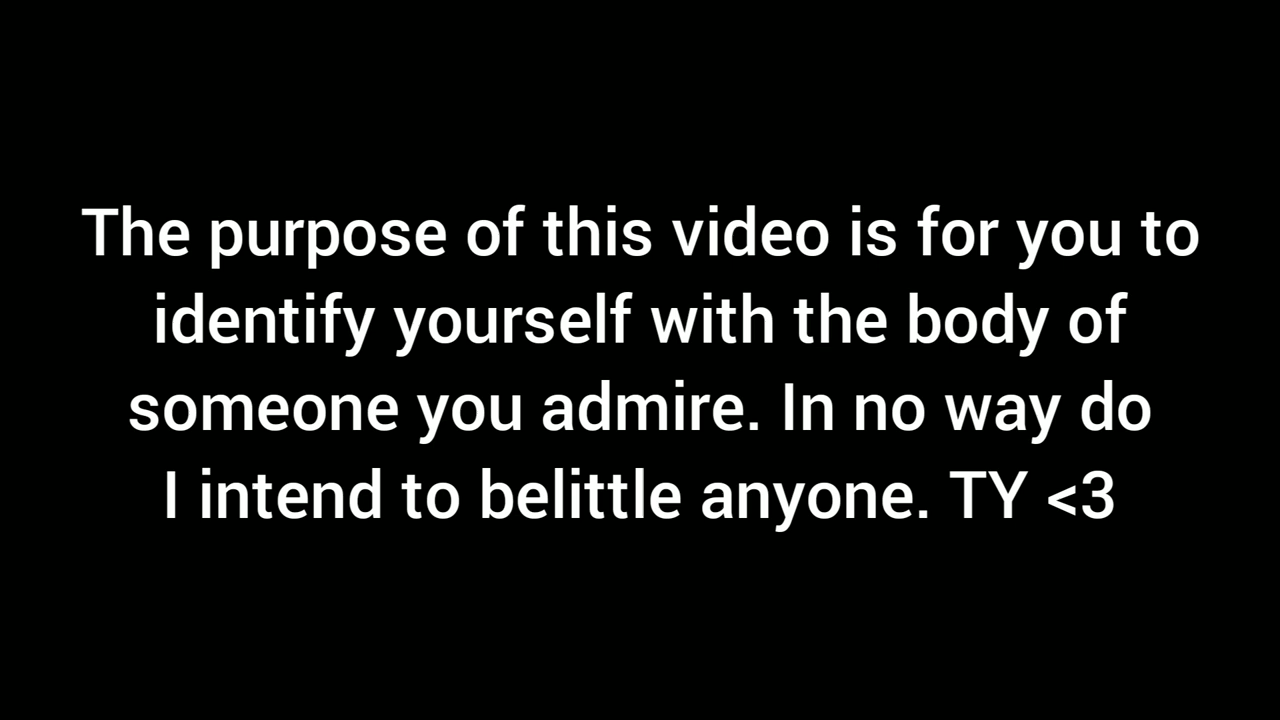 The purpose of this video is for you to
identify yourself with the body of
someone you admire. In no way do
I intend to belittle anyone. TY <3